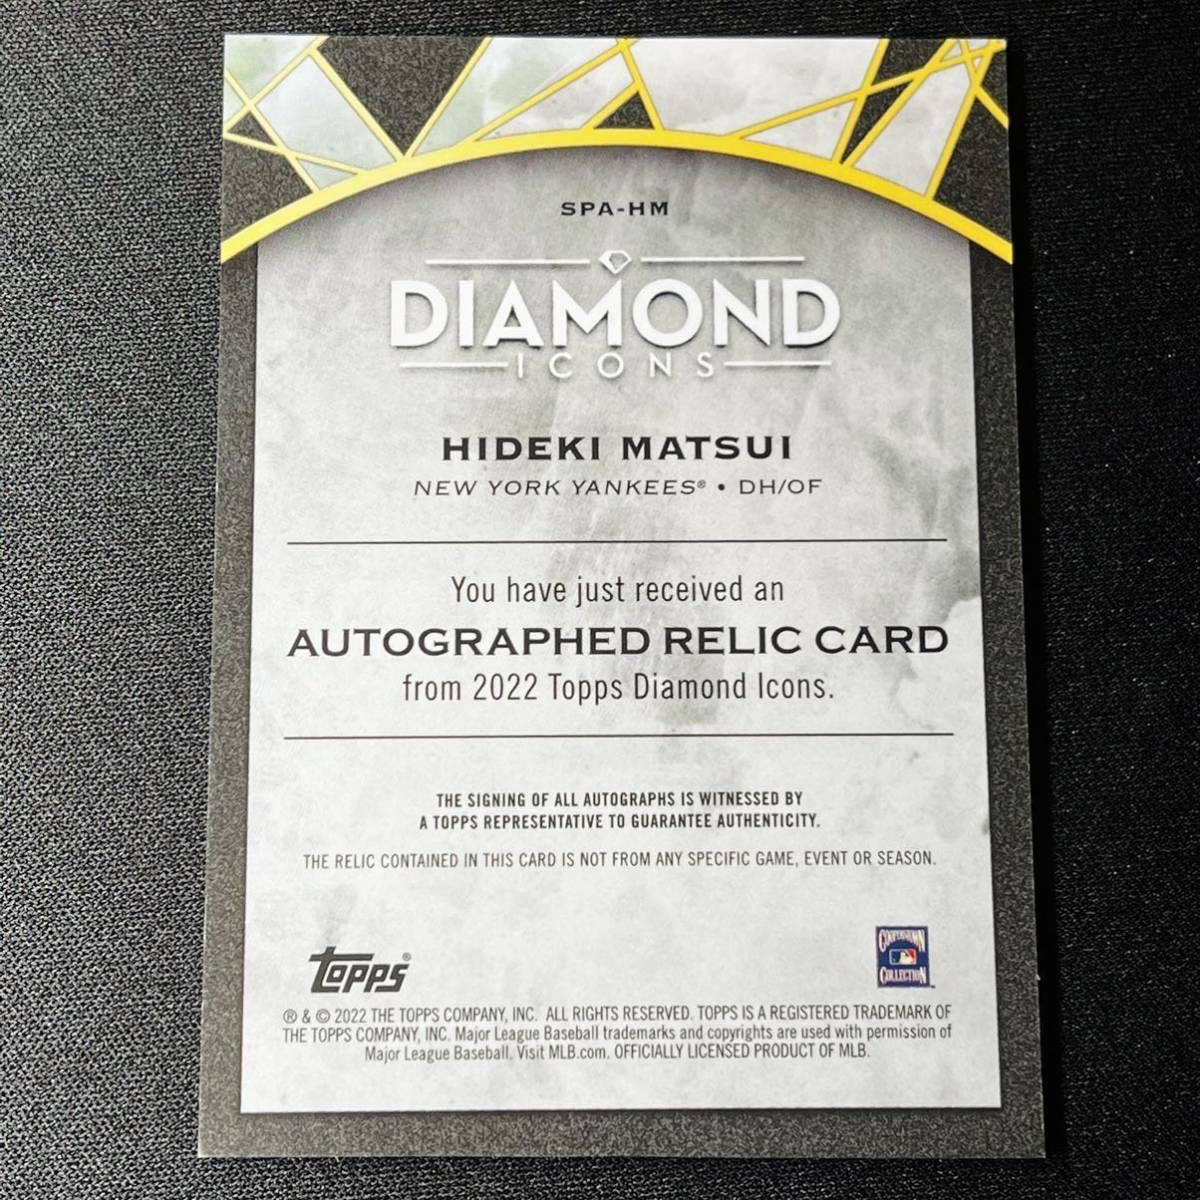 SPA-HM
DIAMOND
ICONS
HIDEKI MATSUI
NEW YORK YANKEES® • DH/OF
You have just received an
AUTOGRAPHED RELIC CARD
from 2022 Topps Diamond Icons.
THE SIGNING OF ALL AUTOGRAPHS IS WITNESSED BY
A TOPPS REPRESENTATIVE TO GUARANTEE AUTHENTICITY.
THE RELIC CONTAINED IN THIS CARD IS NOT FROM ANY SPECIFIC GAME, EVENT OR SEASON.
topps®
COOPERSTOWN
COLLECTION™
® & © 2022 THE TOPPS COMPANY, INC. ALL RIGHTS RESERVED. TOPPS IS A REGISTERED TRADEMARK OF
THE TOPPS COMPANY, INC. Major League Baseball trademarks and copyrights are used with permission of
Major League Baseball. Visit MLB.com. OFFICIALLY LICENSED PRODUCT OF MLB.